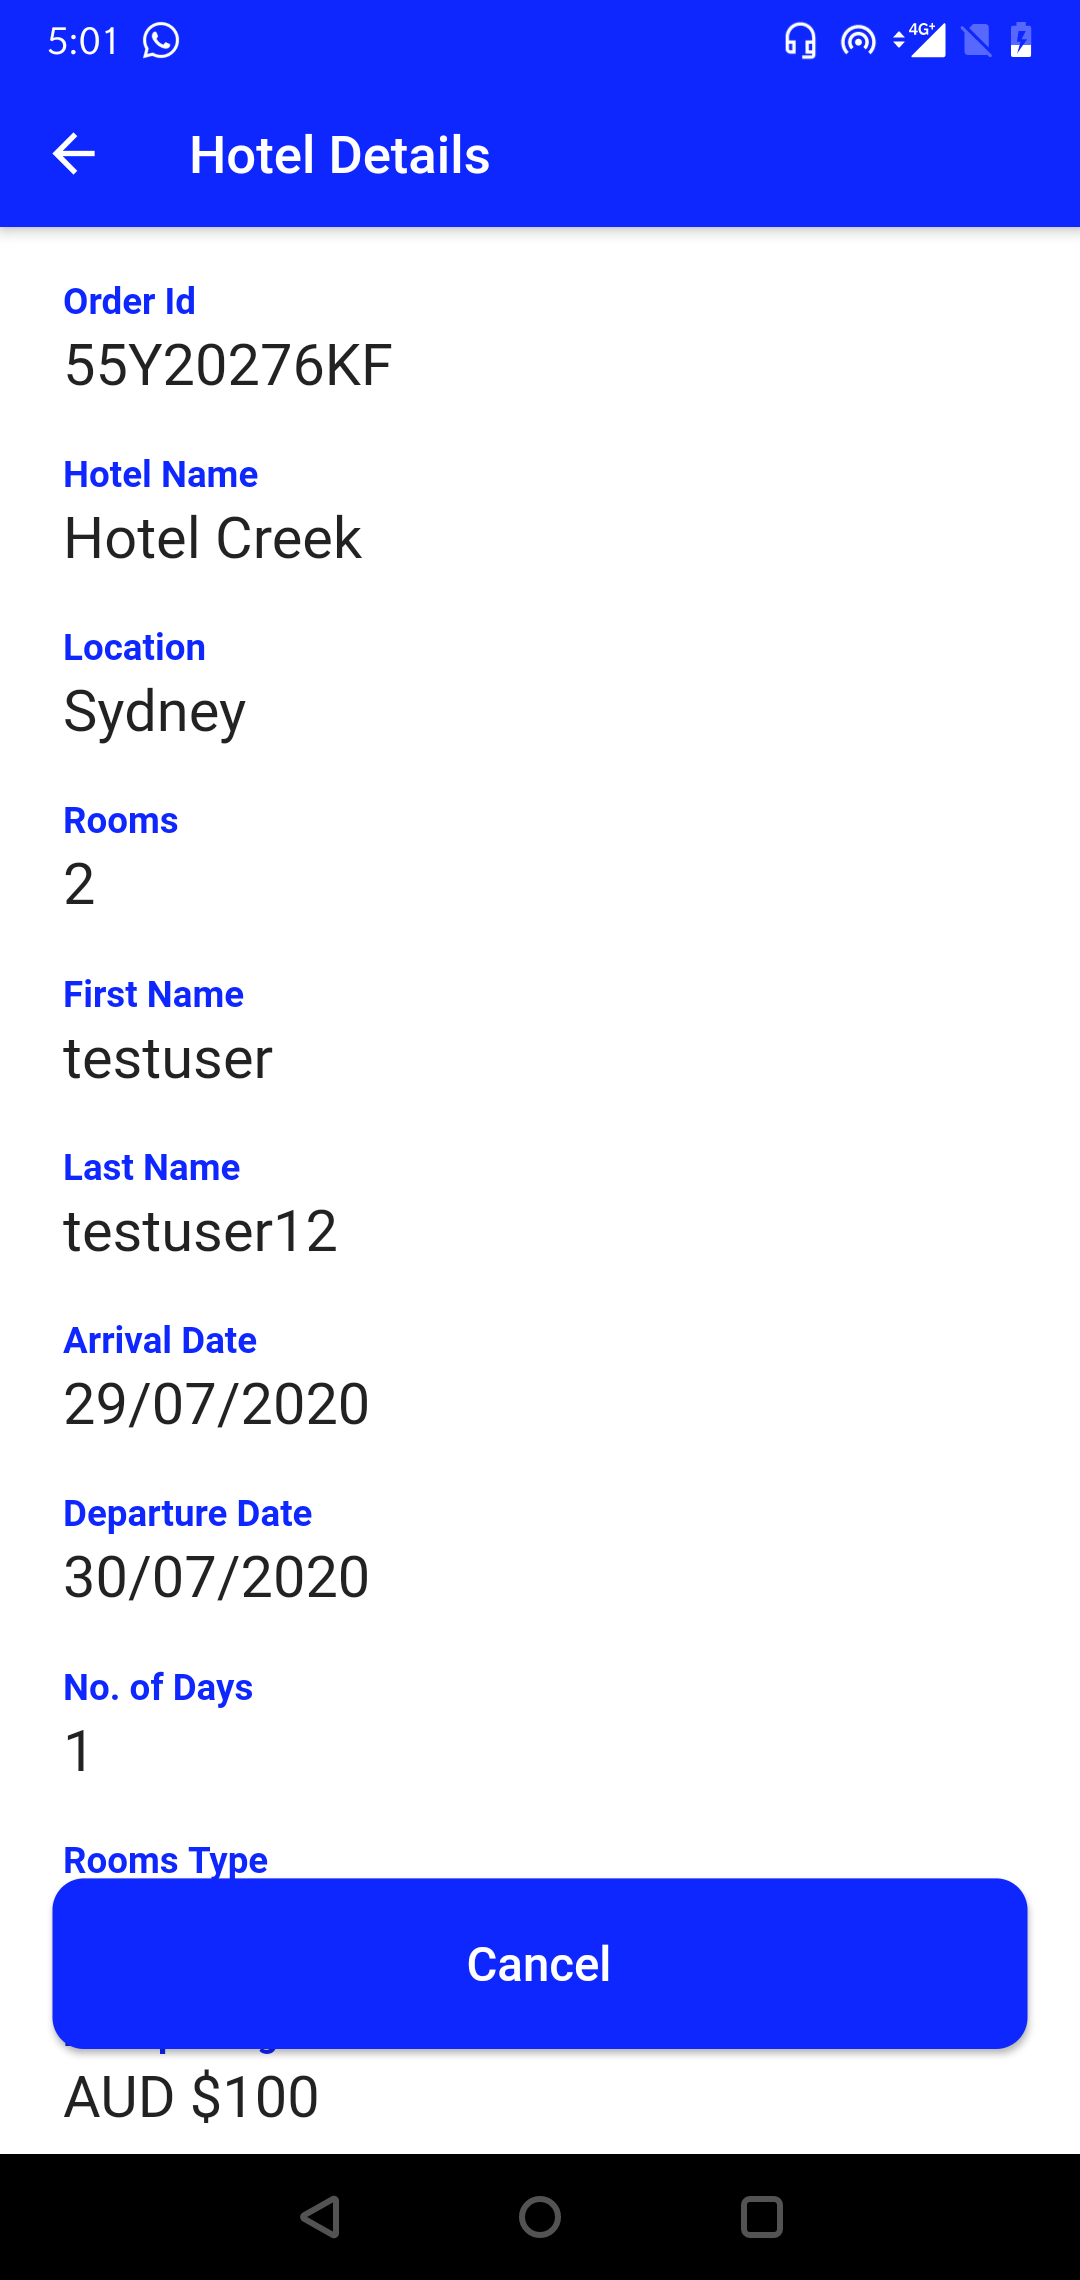 5:01
4G+
Hotel Details
Order Id
55Y20276KF
Hotel Name
Hotel Creek
Location
Sydney
Rooms
2
First Name
testuser
Last Name
testuser12
Arrival Date
29/07/2020
Departure Date
30/07/2020
No. of Days
1
Rooms Type
Cancel
AUD $100